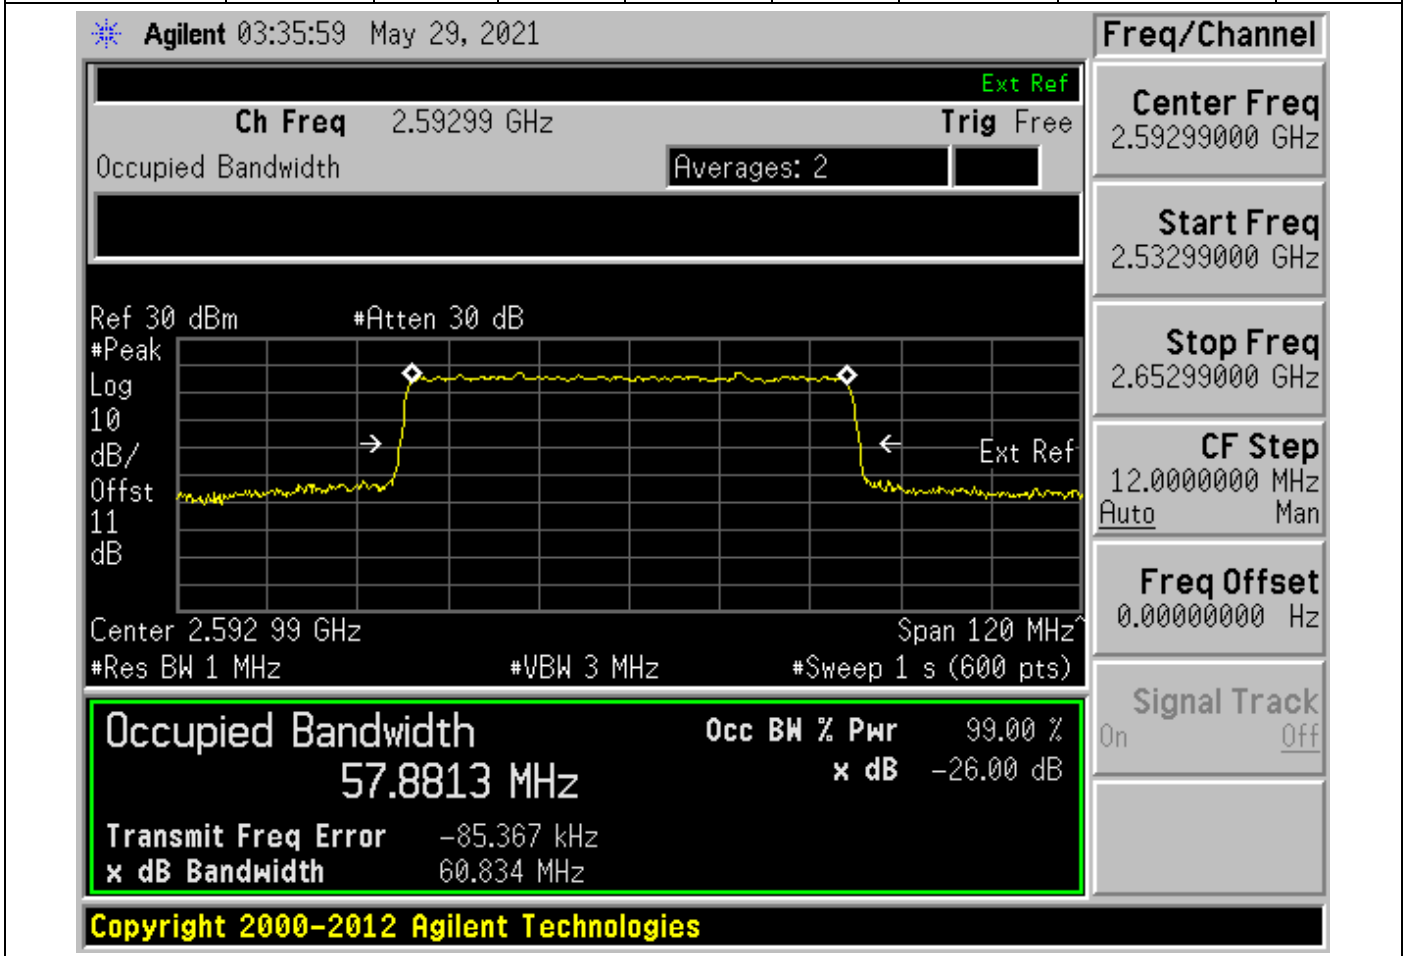 Agilent 03:35:59 May 29, 2021
Freq/Channel
Ext Ref
Ch Freq 2.59299 GHz Trig Free
Occupied Bandwidth Averages: 2
Center Freq
2.59299000 GHz
Start Freq
2.53299000 GHz
Stop Freq
2.65299000 GHz
CF Step
12.0000000 MHz
Auto Man
Freq Offset
0.00000000 Hz
Signal Track
On Off
Ref 30 dBm #Atten 30 dB
#Peak
Log
10
dB/
Offst
11
dB
Ext Ref
Center 2.592 99 GHz Span 120 MHz^
#Res BW 1 MHz #VBW 3 MHz #Sweep 1 s (600 pts)
Occupied Bandwidth Occ BW % Pwr 99.00 %
57.8813 MHz x dB -26.00 dB
Transmit Freq Error -85.367 kHz
x dB Bandwidth 60.834 MHz
Copyright 2000-2012 Agilent Technologies